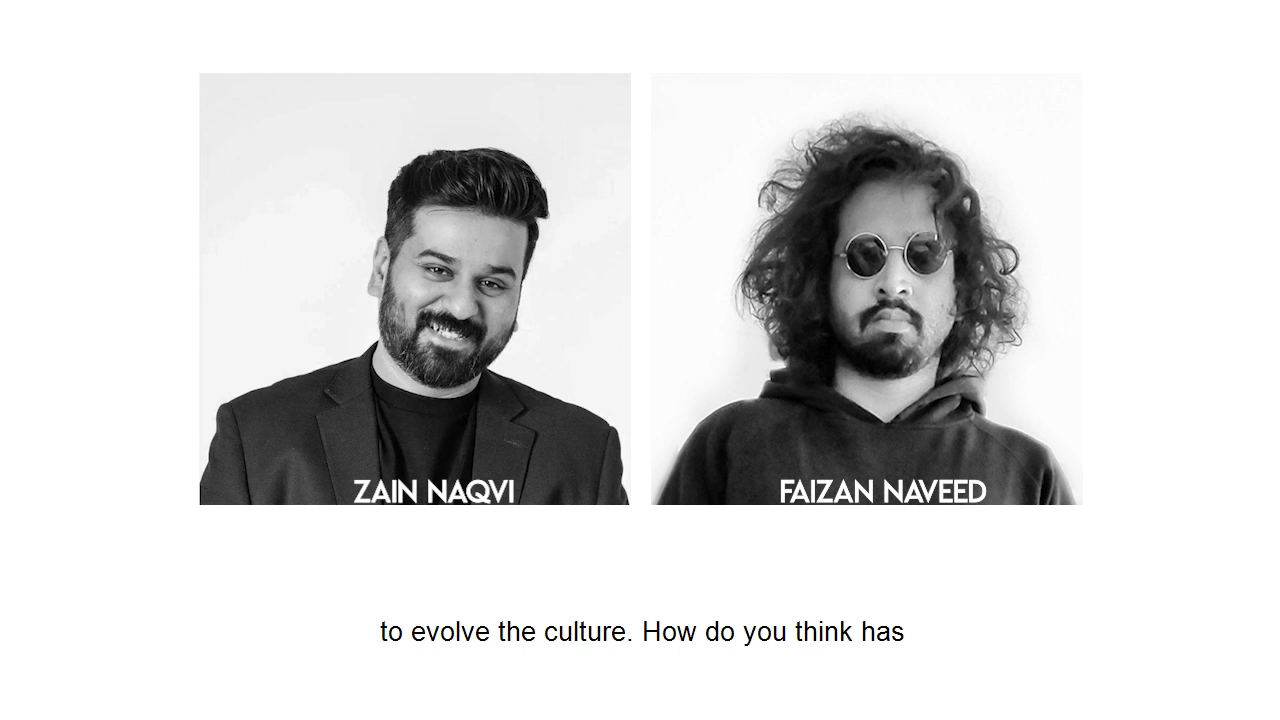 ZAIN NAQVI
FAIZAN NAVEED
to evolve the culture. How do you think has